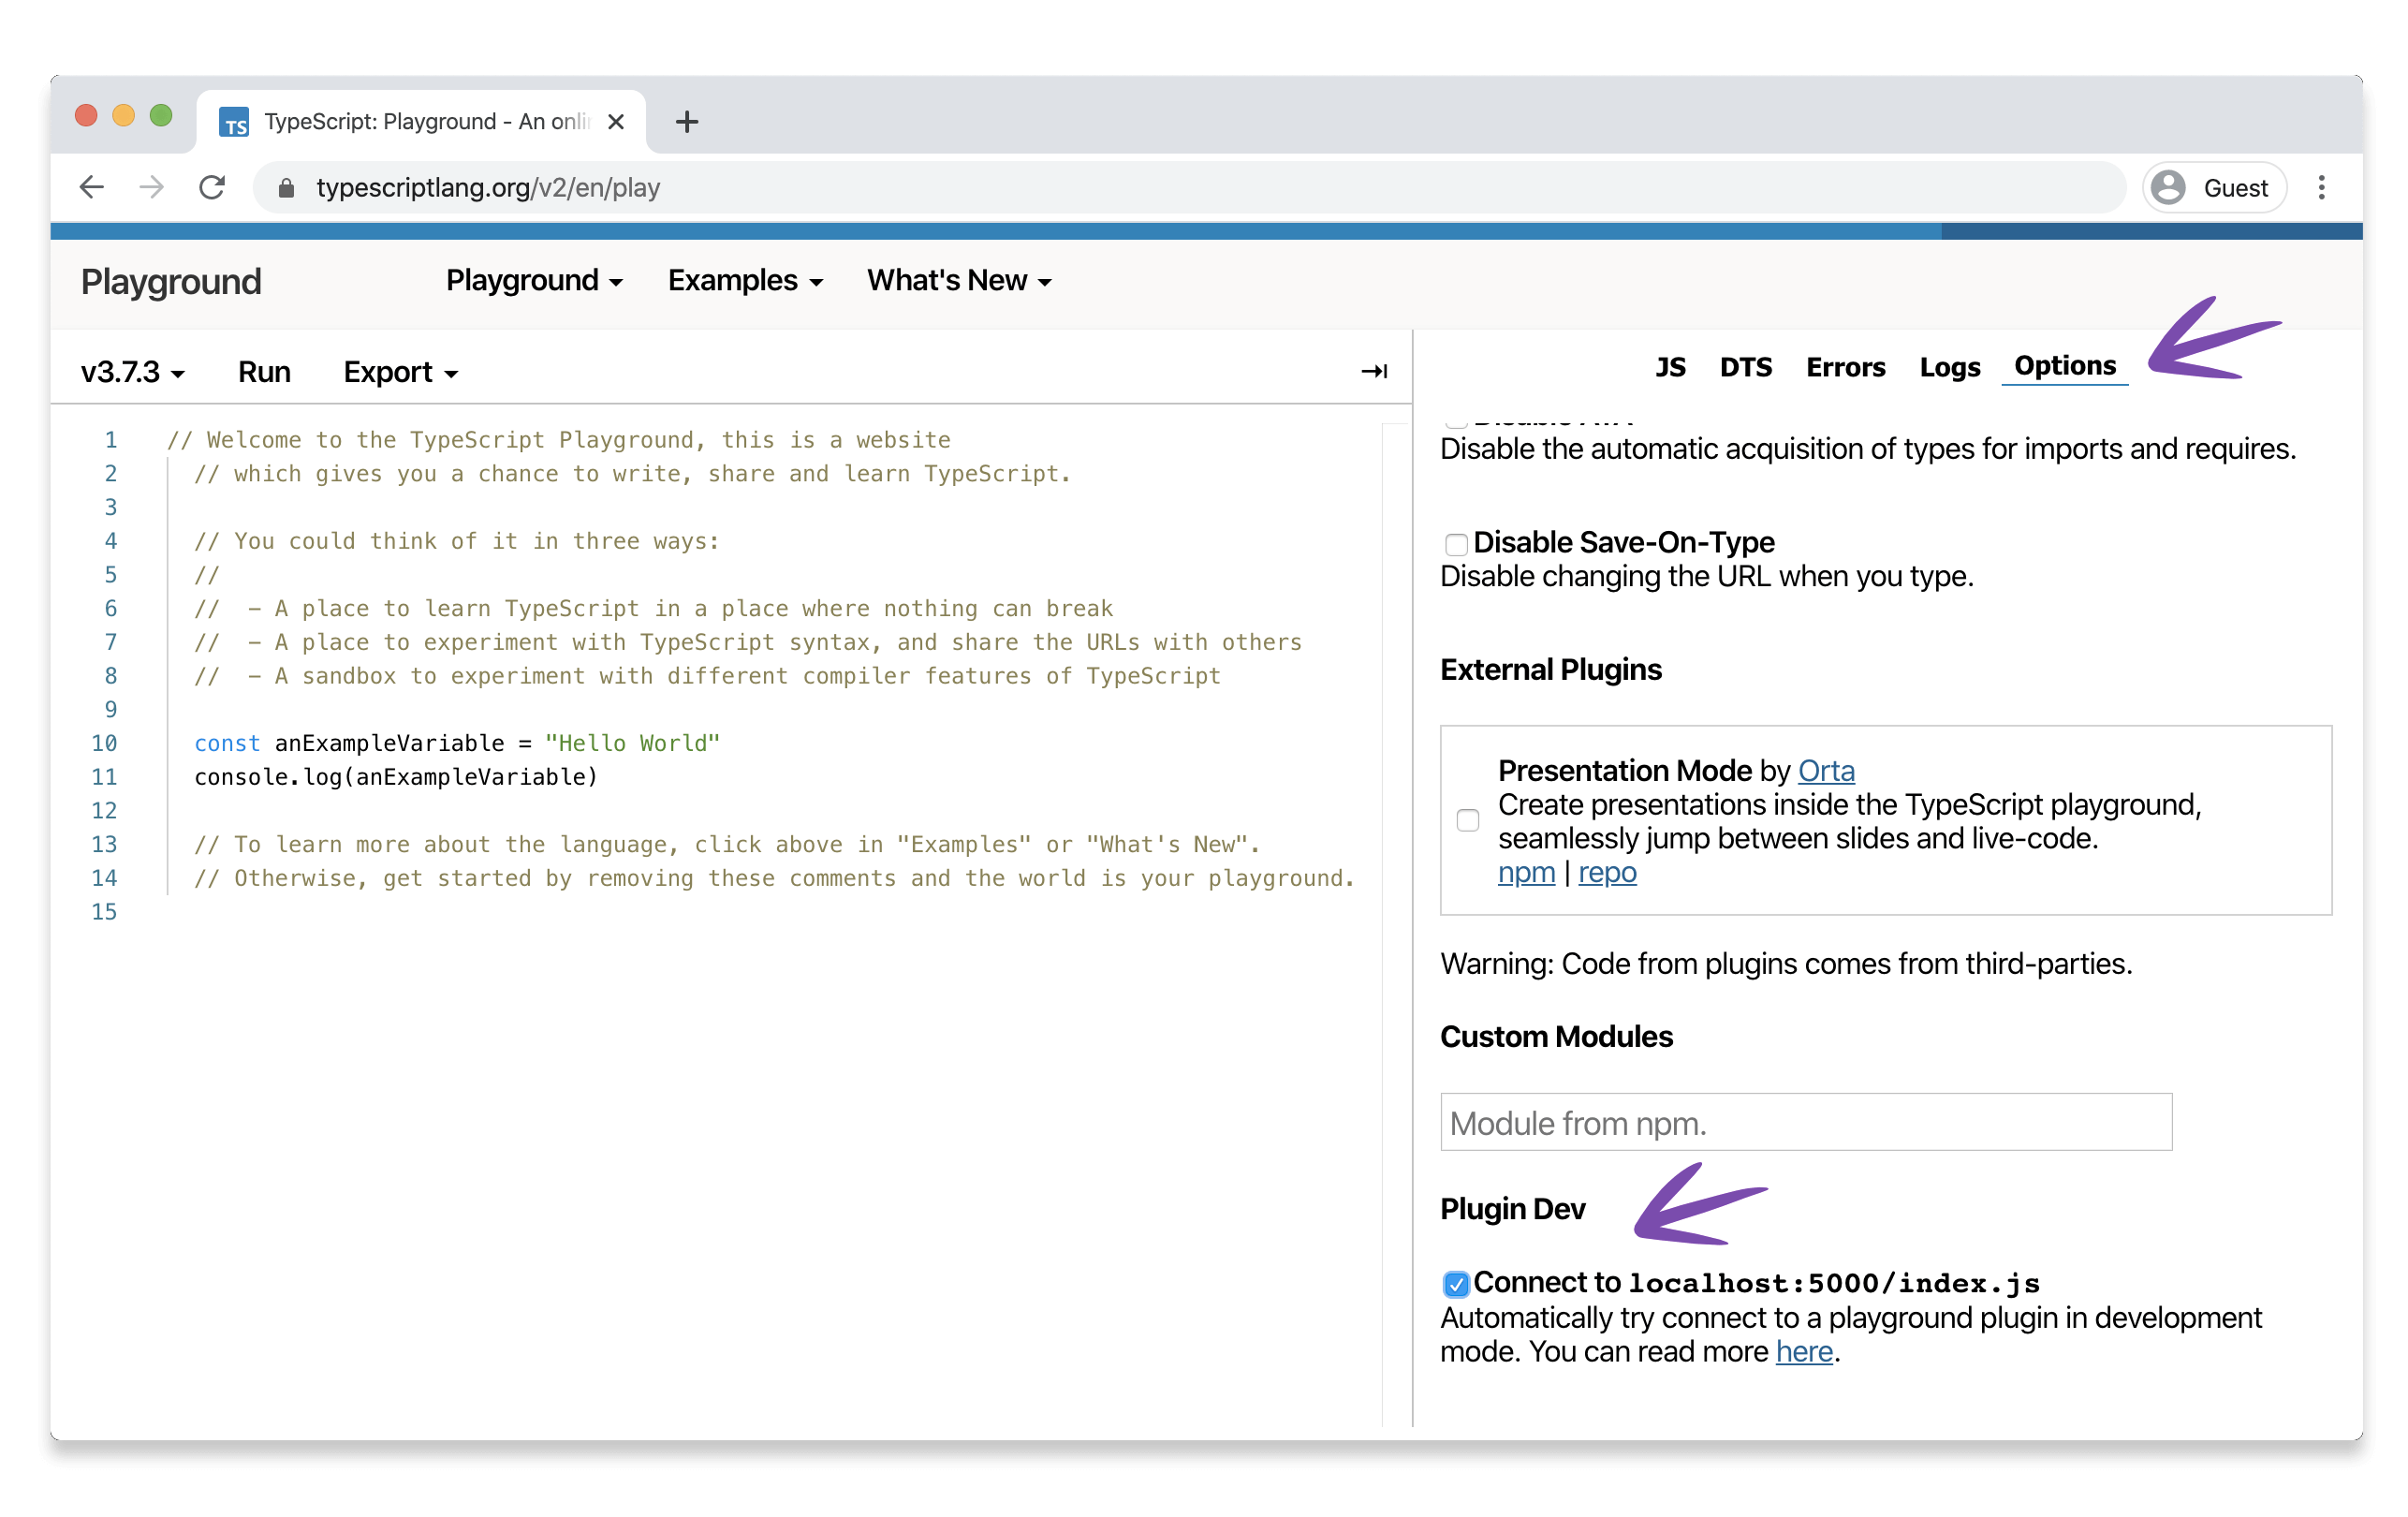 TS TypeScript: Playground - An onli
typescriptlang.org/v2/en/play
Guest
Playground
Playground
Examples
What's New
v3.7.3
Run
Export
JS
DTS
Errors
Logs
Options
1 // Welcome to the TypeScript Playground, this is a website
2 // which gives you a chance to write, share and learn TypeScript.
3
4 // You could think of it in three ways:
5 //
6 //  – A place to learn TypeScript in a place where nothing can break
7 //  – A place to experiment with TypeScript syntax, and share the URLs with others
8 //  – A sandbox to experiment with different compiler features of TypeScript
9
10 const anExampleVariable = "Hello World"
11 console.log(anExampleVariable)
12
13 // To learn more about the language, click above in "Examples" or "What's New".
14 // Otherwise, get started by removing these comments and the world is your playground.
15
Disable the automatic acquisition of types for imports and requires.
Disable Save-On-Type
Disable changing the URL when you type.
External Plugins
Presentation Mode by Orta
Create presentations inside the TypeScript playground,
seamlessly jump between slides and live-code.
npm | repo
Warning: Code from plugins comes from third-parties.
Custom Modules
Module from npm.
Plugin Dev
Connect to localhost:5000/index.js
Automatically try connect to a playground plugin in development
mode. You can read more here.